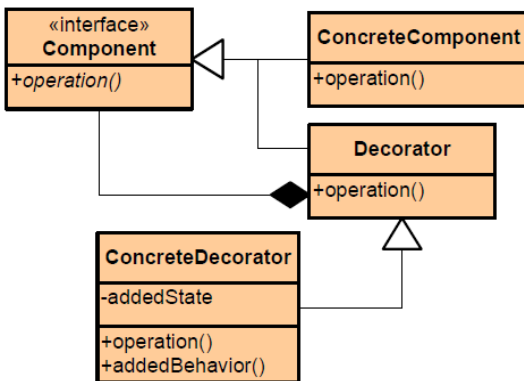 «interface»
Component
+operation()
ConcreteComponent
+operation()
Decorator
+operation()
ConcreteDecorator
-addedState
+operation()
+addedBehavior()